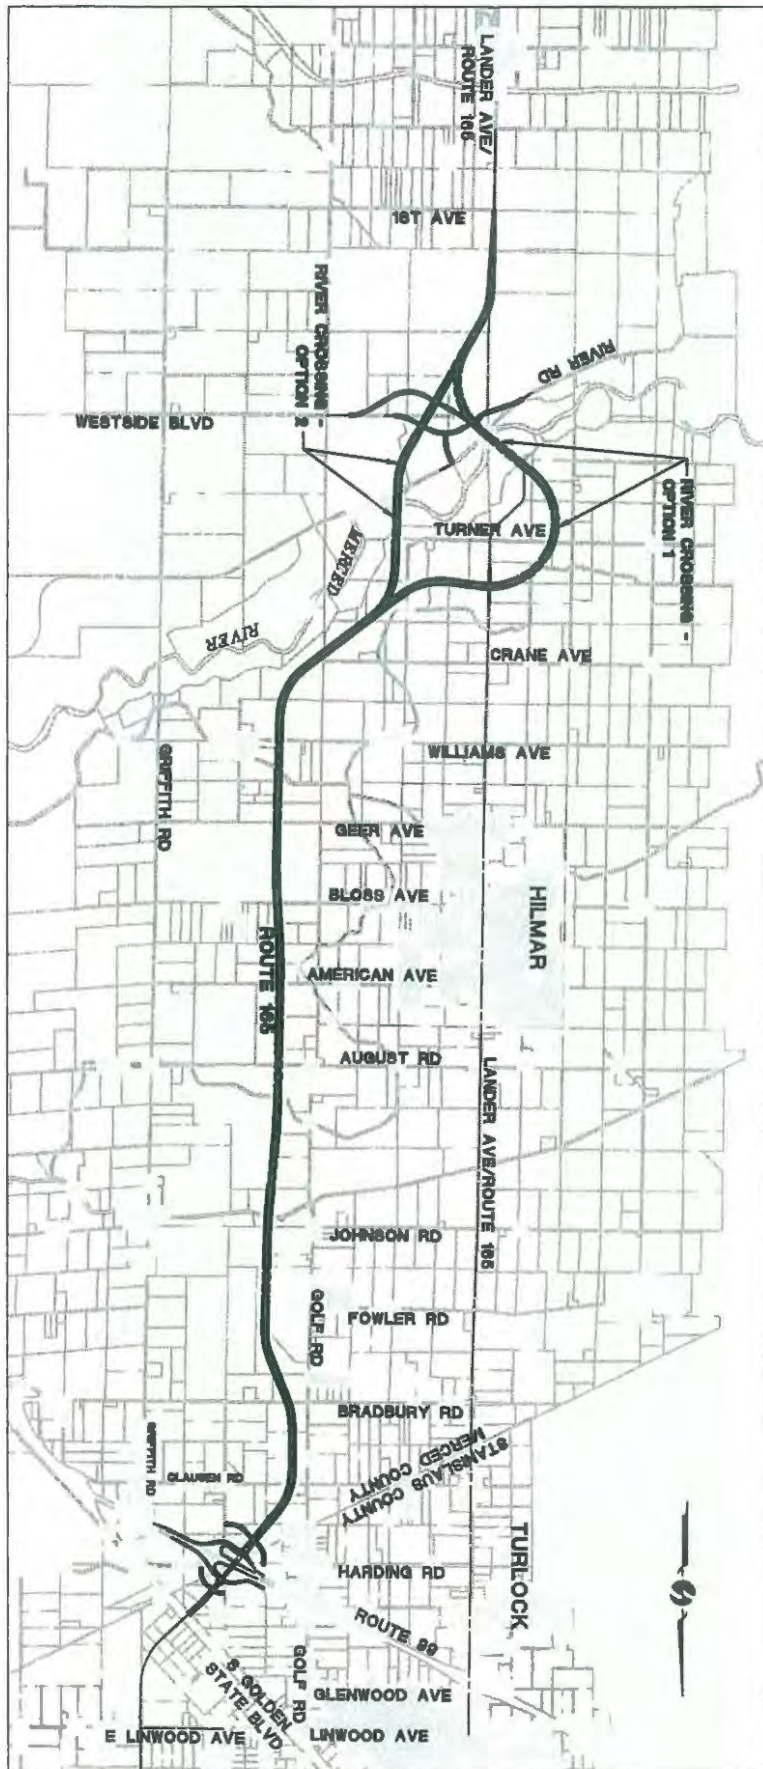 LANDER AVE/
ROUTE 165
1ST AVE
RIVER CROSSING -
OPTION 2
RIVER RD
WESTSIDE BLVD
RIVER CROSSING -
OPTION 1
TURNER AVE
MERCED
RIVER
CRANE AVE
WILLIAMS AVE
GRIFFITH RD
GEER AVE
BLOSS AVE
HILMAR
ROUTE 165
AMERICAN AVE
AUGUST RD
LANDER AVE/ROUTE 165
JOHNSON RD
GOLF RD
FOWLER RD
BRADBURY RD
GRIFFITH RD
CLAUSEN RD
STANISLAUS COUNTY
MERCED COUNTY
TURLOCK
HARDING RD
ROUTE 99
S GOLDEN
STATE BLVD
GOLF RD
GLENWOOD AVE
E LINWOOD AVE
LINWOOD AVE